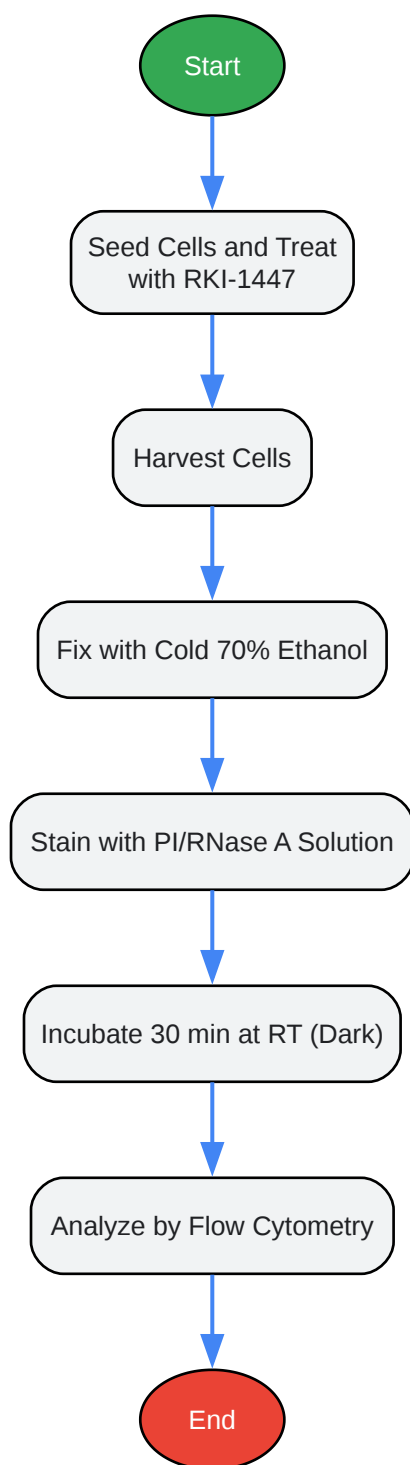 Start
Seed Cells and Treat
with RKI-1447
Harvest Cells
Fix with Cold 70% Ethanol
Stain with PI/RNase A Solution
Incubate 30 min at RT (Dark)
Analyze by Flow Cytometry
End